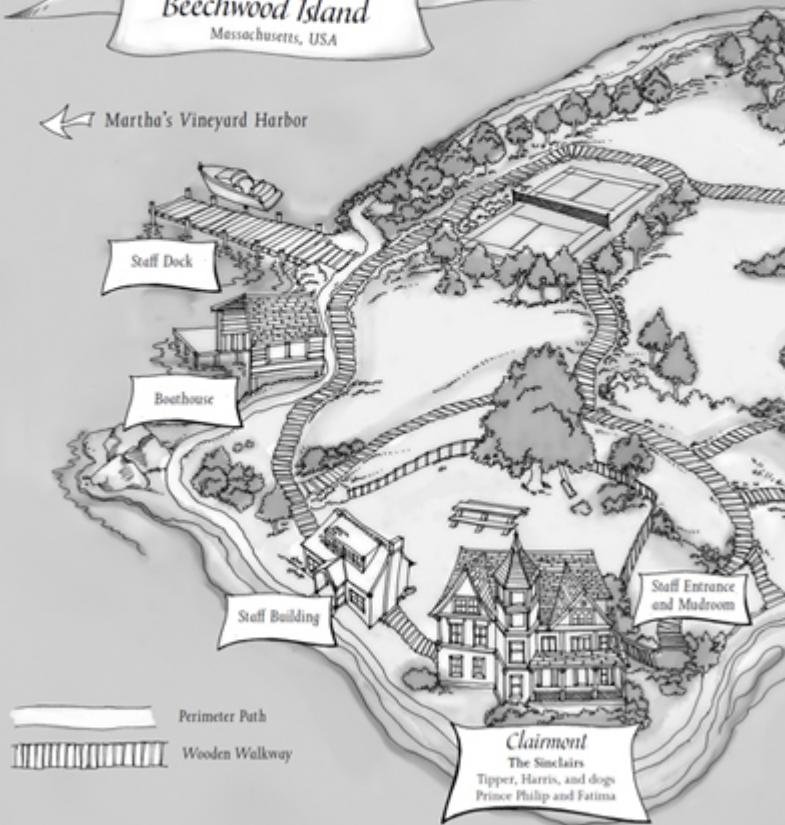 Beechwood Island
Massachusetts, USA
Martha's Vineyard Harbor
Staff Dock
Boathouse
Staff Building
Staff Entrance
and Mudroom
Perimeter Path
Wooden Walkway
Clairmont
The Sinclairs
Tipper, Harris, and dogs
Prince Philip and Fatima